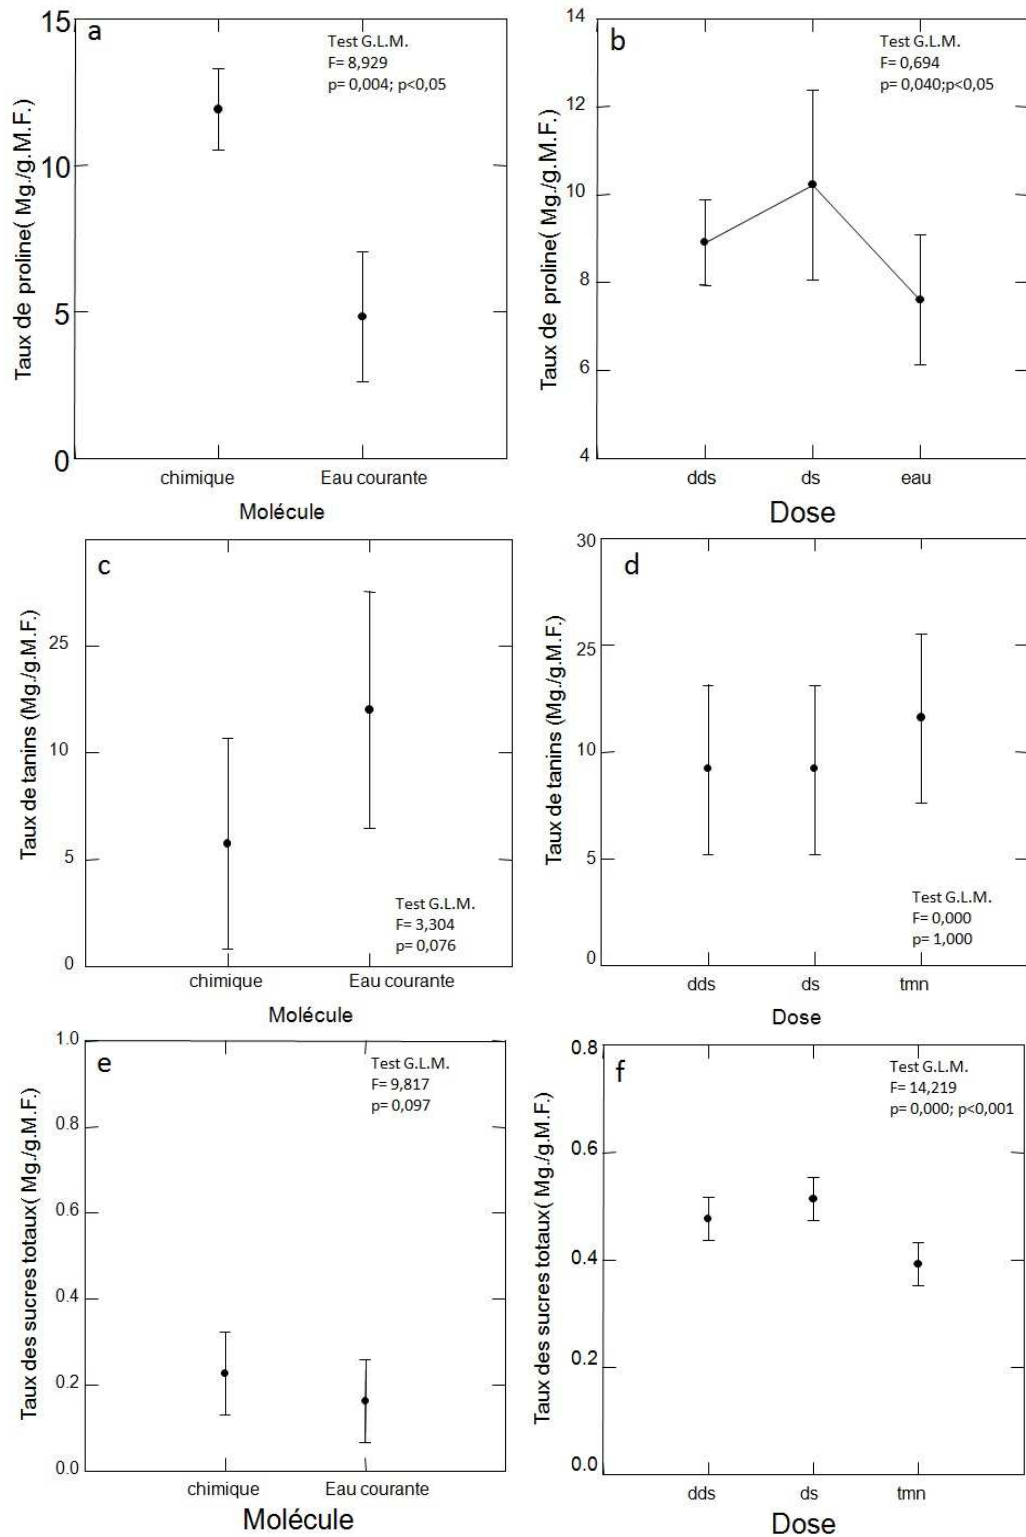 a
Test G.L.M.
F= 8,929
p= 0,004; p<0,05
15
10
5
0
Taux de proline( Mg./g.M.F.)
chimique
Eau courante
Molécule
b
Test G.L.M.
F= 0,694
p= 0,040;p<0,05
14
12
10
8
6
4
Taux de proline( Mg./g.M.F.)
dds
ds
eau
Dose
c
25
10
5
0
Taux de tanins (Mg./g.M.F.)
Test G.L.M.
F= 3,304
p= 0,076
chimique
Eau courante
Molécule
d
30
25
10
5
0
Taux de tanins (Mg./g.M.F.)
Test G.L.M.
F= 0,000
p= 1,000
dds
ds
tmn
Dose
e
Test G.L.M.
F= 9,817
p= 0,097
1.0
0.8
0.6
0.4
0.2
0.0
Taux des sucres totaux( Mg./g.M.F.)
chimique
Eau courante
Molécule
f
Test G.L.M.
F= 14,219
p= 0,000; p<0,001
0.8
0.6
0.4
0.2
0.0
Taux des sucres totaux( Mg./g.M.F.)
dds
ds
tmn
Dose